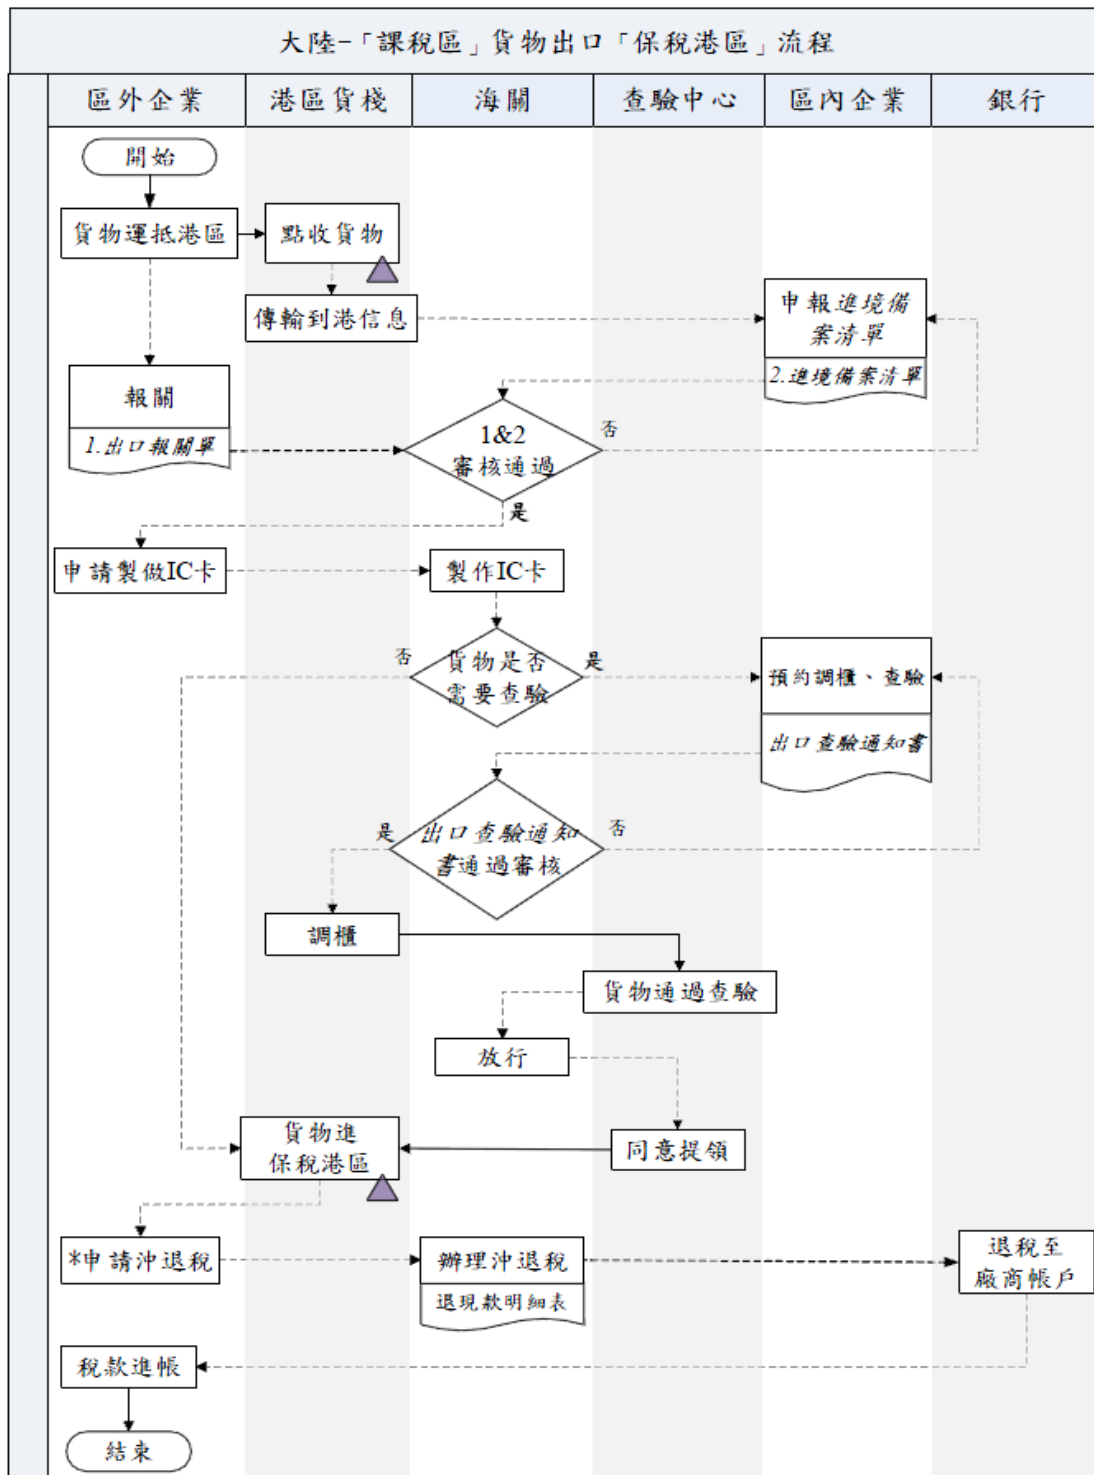 大陸-「課稅區」貨物出口「保稅港區」流程
區外企業
港區貨棧
海關
查驗中心
區內企業
銀行
開始
貨物運抵港區
點收貨物
傳輸到港信息
申報進境備
案清單
2.進境備案清單
報關
1.出口報關單
1&2
審核通過
否
是
申請製做IC卡
製作IC卡
否
貨物是否
需要查驗
是
預約調櫃、查驗
出口查驗通知書
是
出口查驗通知
書通過審核
否
調櫃
貨物通過查驗
放行
貨物進
保稅港區
同意提領
*申請沖退稅
辦理沖退稅
退現款明細表
退稅至
廠商帳戶
稅款進帳
結束